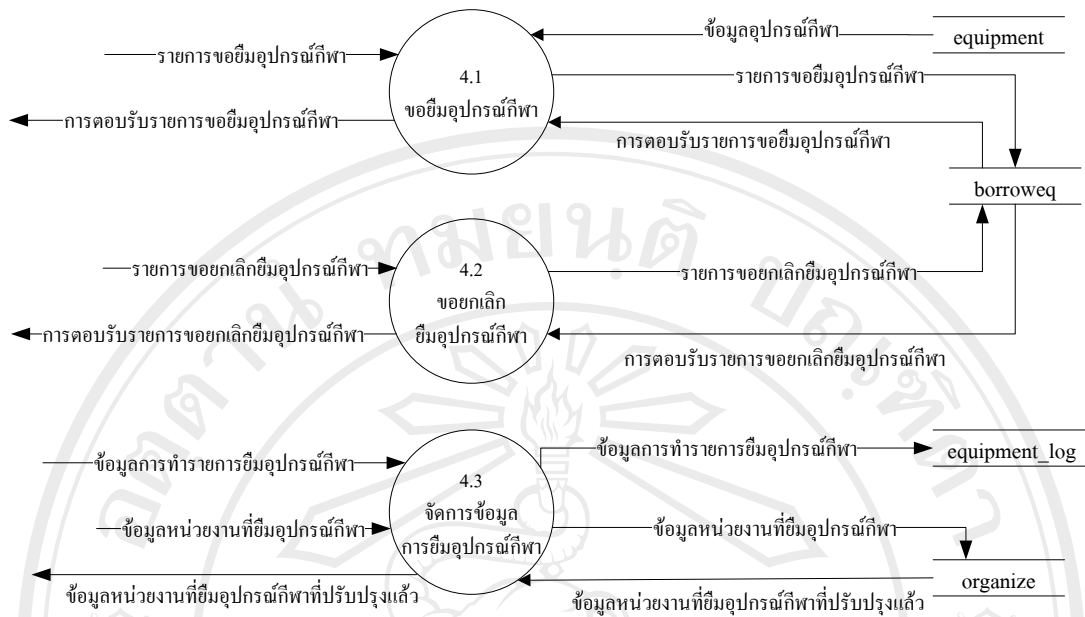 ข้อมูลอุปกรณ์กีฬา
equipment
รายการขอยืมอุปกรณ์กีฬา
4.1
ขอยืมอุปกรณ์กีฬา
รายการขอยืมอุปกรณ์กีฬา
การตอบรับรายการขอยืมอุปกรณ์กีฬา
การตอบรับรายการขอยืมอุปกรณ์กีฬา
borroweq
รายการขอยกเลิกยืมอุปกรณ์กีฬา
4.2
ขอยกเลิก
ยืมอุปกรณ์กีฬา
รายการขอยกเลิกยืมอุปกรณ์กีฬา
การตอบรับรายการขอยกเลิกยืมอุปกรณ์กีฬา
การตอบรับรายการขอยกเลิกยืมอุปกรณ์กีฬา
ข้อมูลการทำรายการยืมอุปกรณ์กีฬา
ข้อมูลการทำรายการยืมอุปกรณ์กีฬา
equipment_log
4.3
จัดการข้อมูล
การยืมอุปกรณ์กีฬา
ข้อมูลหน่วยงานที่ยืมอุปกรณ์กีฬา
ข้อมูลหน่วยงานที่ยืมอุปกรณ์กีฬา
organize
ข้อมูลหน่วยงานที่ยืมอุปกรณ์กีฬาที่ปรับปรุงแล้ว
ข้อมูลหน่วยงานที่ยืมอุปกรณ์กีฬาที่ปรับปรุงแล้ว
อตฺตานํ ทมยนฺติ ปณฺฑิตา